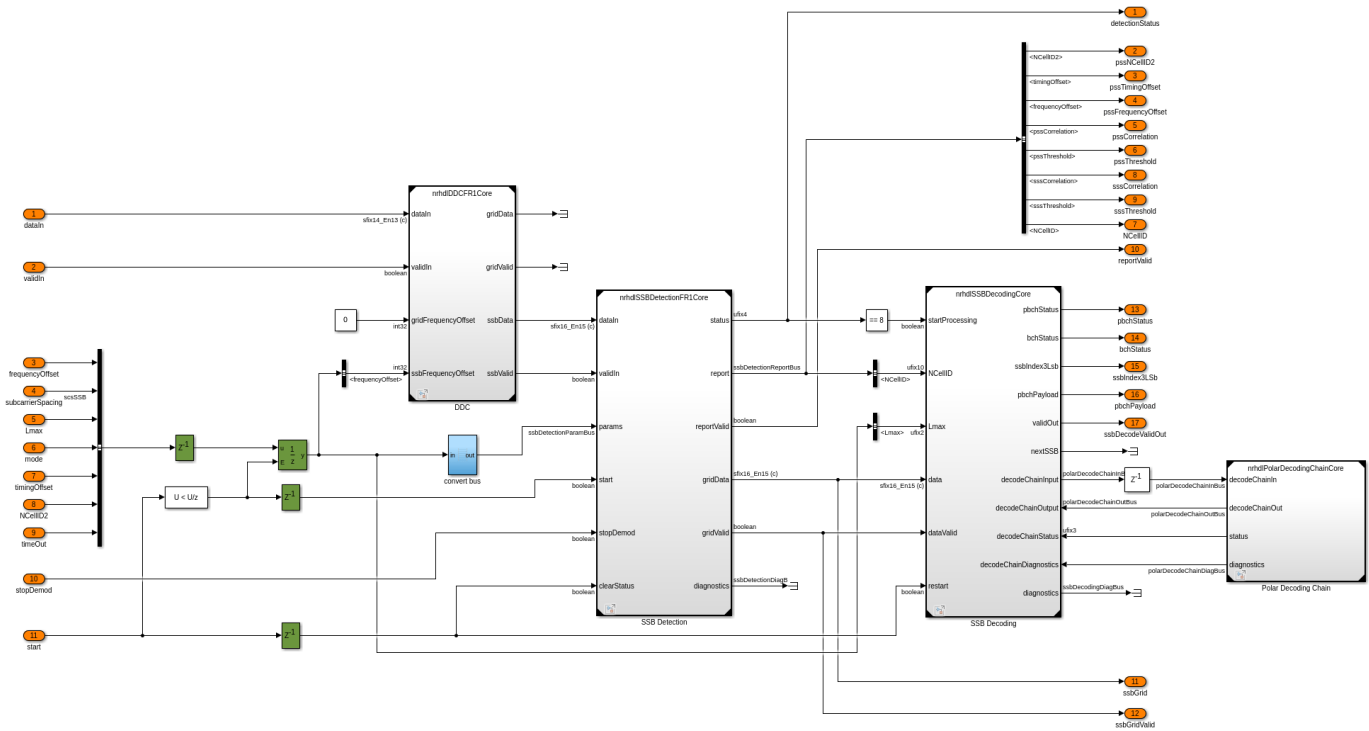 1
detectionStatus
<NCellID2>
2
pssNCellID2
<timingOffset>
3
pssTimingOffset
<frequencyOffset>
4
pssFrequencyOffset
<pssCorrelation>
5
pssCorrelation
<pssThreshold>
6
pssThreshold
<sssCorrelation>
8
sssCorrelation
<sssThreshold>
9
sssThreshold
<NCellID>
7
NCellID
10
reportValid
1
dataIn
2
validIn
3
frequencyOffset
4
subcarrierSpacing
scsSSB
5
Lmax
6
mode
7
timingOffset
8
NCellID2
9
timeOut
10
stopDemod
11
start
Z-1
U < U/z
u
E
1
z
y
Z-1
Z-1
0
<frequencyOffset>
nrhdlDDCFR1Core
dataIn
sfix14_En13 (c)
validIn
boolean
gridFrequencyOffset
int32
int32
ssbFrequencyOffset
gridData
gridValid
ssbData
ssbValid
DDC
in
out
convert bus
nrhdlSSBDetectionFR1Core
dataIn
sfix16_En15 (c)
validIn
boolean
params
ssbDetectionParamBus
start
boolean
stopDemod
boolean
clearStatus
boolean
status
ufix4
report
ssbDetectionReportBus
reportValid
boolean
gridData
sfix16_En15 (c)
gridValid
boolean
diagnostics
ssbDetectionDiagB
SSB Detection
== 8
<NCellID>
ufix10
<Lmax>
ufix2
nrhdlSSBDecodingCore
startProcessing
boolean
NCellID
Lmax
data
sfix16_En15 (c)
dataValid
restart
boolean
pbchStatus
bchStatus
ssbIndex3Lsb
pbchPayload
validOut
nextSSB
decodeChainInput
polarDecodeChainInB
decodeChainOutput
polarDecodeChainOutBus
decodeChainStatus
ufix3
decodeChainDiagnostics
diagnostics
ssbDecodingDiagBus
SSB Decoding
13
pbchStatus
14
bchStatus
15
ssbIndex3LSb
16
pbchPayload
17
ssbDecodeValidOut
Z-1
nrhdlPolarDecodingChainCore
decodeChainIn
polarDecodeChainInBus
decodeChainOut
polarDecodeChainOutBus
status
diagnostics
polarDecodeChainDiagBus
Polar Decoding Chain
11
ssbGrid
12
ssbGridValid